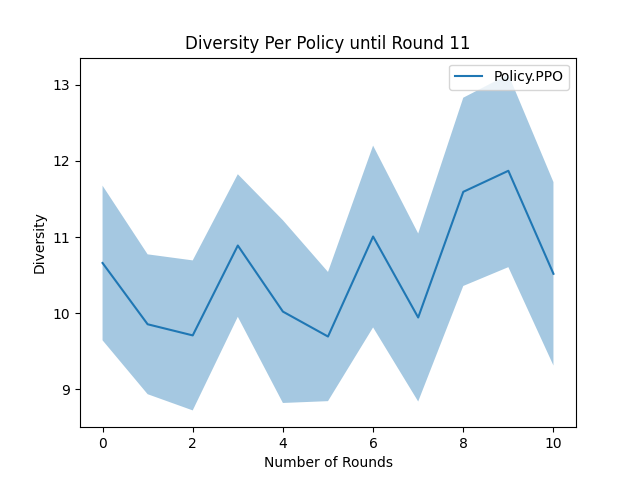 Diversity Per Policy until Round 11
Policy.PPO
13
12
11
10
9
Diversity
0 2 4 6 8 10
Number of Rounds